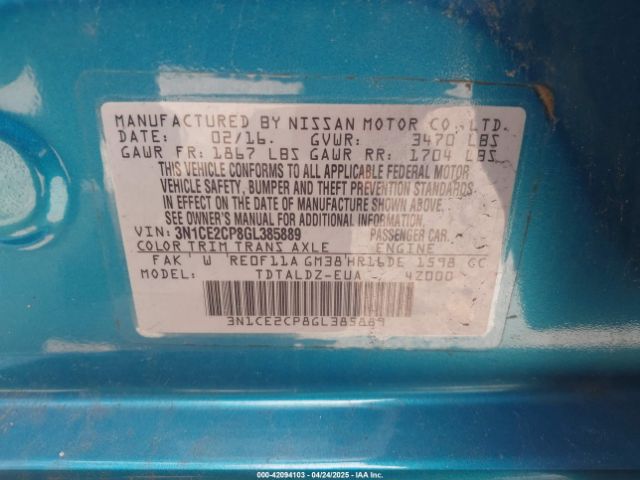 MANUFACTURED BY NISSAN MOTOR CO., LTD.
DATE: 02/16. GVWR: 3470 LBS
GAWR FR: 1867 LBS GAWR RR: 1704 LBS
THIS VEHICLE CONFORMS TO ALL APPLICABLE FEDERAL MOTOR
VEHICLE SAFETY, BUMPER AND THEFT PREVENTION STANDARDS
IN EFFECT ON THE DATE OF MANUFACTURE SHOWN ABOVE.
SEE OWNER'S MANUAL FOR ADDITIONAL INFORMATION.
VIN: 3N1CE2CP8GL385889 PASSENGER CAR
COLOR TRIM TRANS AXLE ENGINE
FAK W RE0F11A GM38 HR16DE 1598 CC
MODEL: TDTALDZ-EUA 4Z000
3N1CE2CP8GL385889
000-42094103 | 04/24/2025 | IAAI.COM